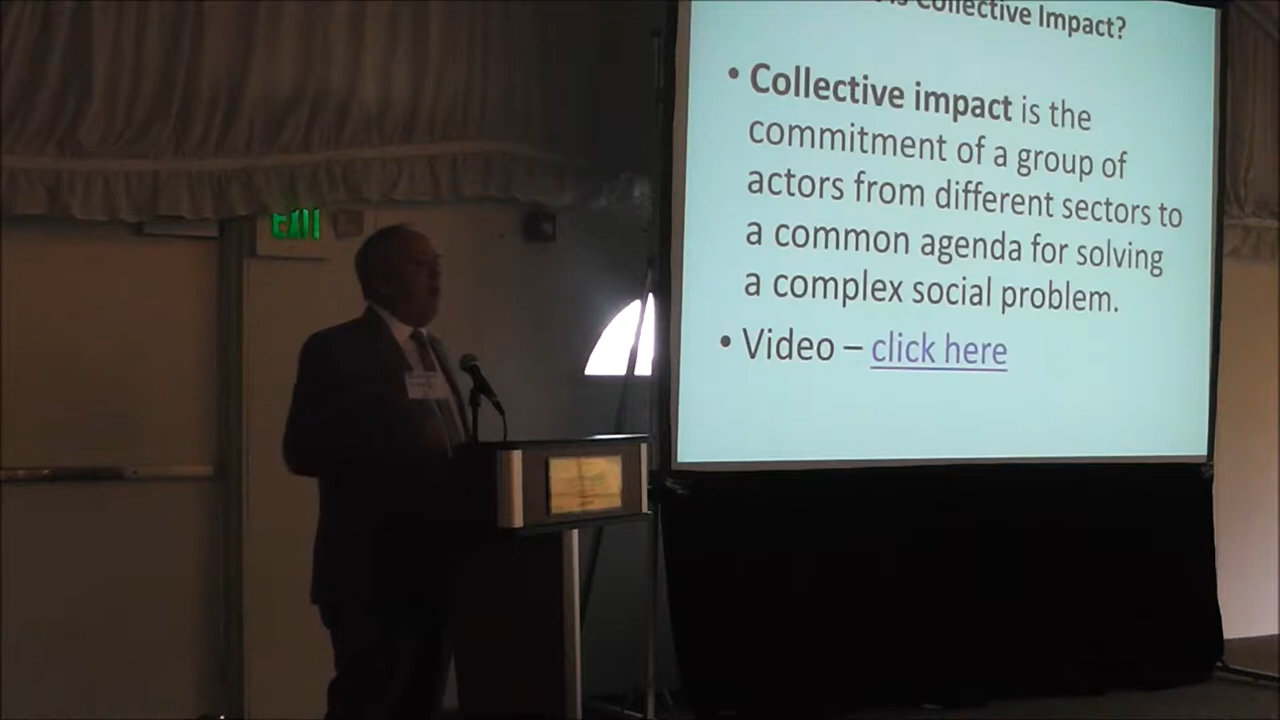 is Collective Impact?
• Collective impact is the
commitment of a group of
actors from different sectors to
a common agenda for solving
a complex social problem.
• Video – click here
EXIT